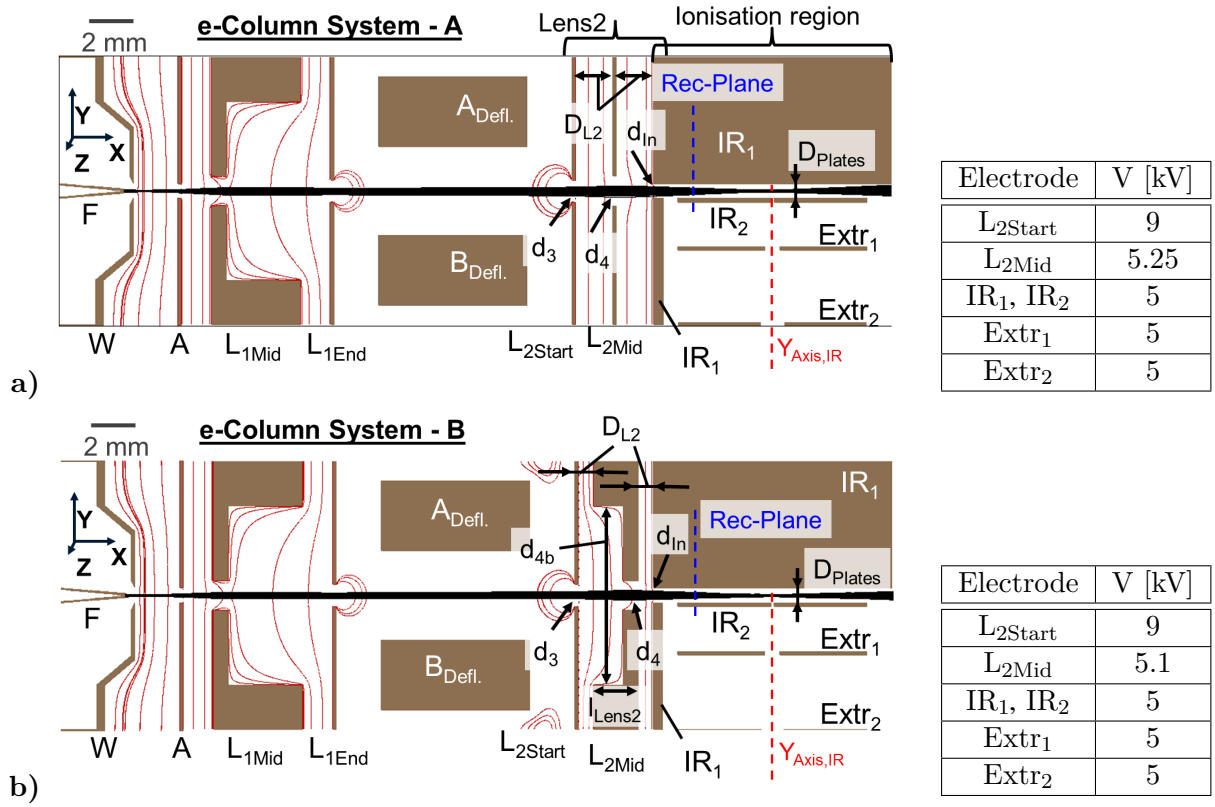 e-Column System - A
Lens2
Ionisation region
2 mm
Rec-Plane
A_Defl.
D_L2
d_In
IR_1
D_Plates
Y
Z X
F
IR_2
Extr_1
d_3
d_4
B_Defl.
Extr_2
W
A
L_1Mid
L_1End
L_2Start
L_2Mid
IR_1
Y_Axis,IR
a)
Electrode V [kV]
L_2Start 9
L_2Mid 5.25
IR_1, IR_2 5
Extr_1 5
Extr_2 5
e-Column System - B
D_L2
2 mm
IR_1
A_Defl.
Rec-Plane
d_4b
d_In
D_Plates
Y
Z X
F
IR_2
Extr_1
d_3
d_4
B_Defl.
l_Lens2
Extr_2
W
A
L_1Mid
L_1End
L_2Start
L_2Mid
IR_1
Y_Axis,IR
b)
Electrode V [kV]
L_2Start 9
L_2Mid 5.1
IR_1, IR_2 5
Extr_1 5
Extr_2 5